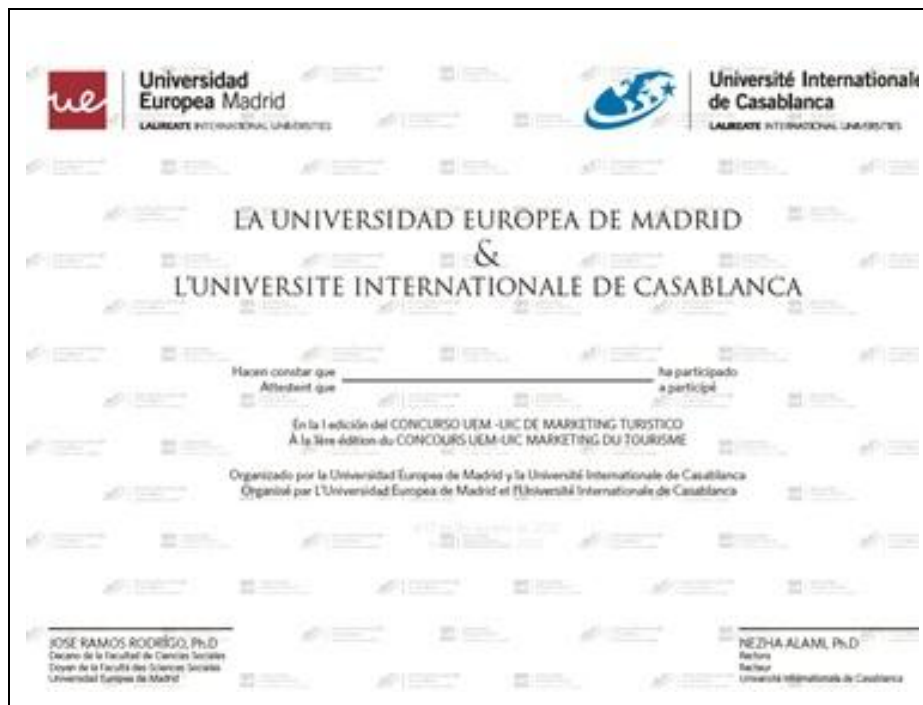 ue
Universidad
Europea Madrid
LAUREATE INTERNATIONAL UNIVERSITIES
Université Internationale
de Casablanca
LAUREATE INTERNATIONAL UNIVERSITIES
LA UNIVERSIDAD EUROPEA DE MADRID
&
L'UNIVERSITE INTERNATIONALE DE CASABLANCA
Hacen constar que ha participado
Attestent que a participé
En la I edición del CONCURSO UEM -UIC DE MARKETING TURISTICO
À la 1ère édition du CONCOURS UEM-UIC MARKETING DU TOURISME
Organizado por la Universidad Europea de Madrid y la Université Internationale de Casablanca
Organisé par L'Universidad Europea de Madrid et l'Université Internationale de Casablanca
JOSE RAMOS RODRIGO, Ph.D
Decano de la Facultad de Ciencias Sociales
Doyen de la Faculté des Sciences Sociales
Universidad Europea de Madrid
NEZHA ALAMI, Ph.D
Rectora
Recteur
Université Internationale de Casablanca